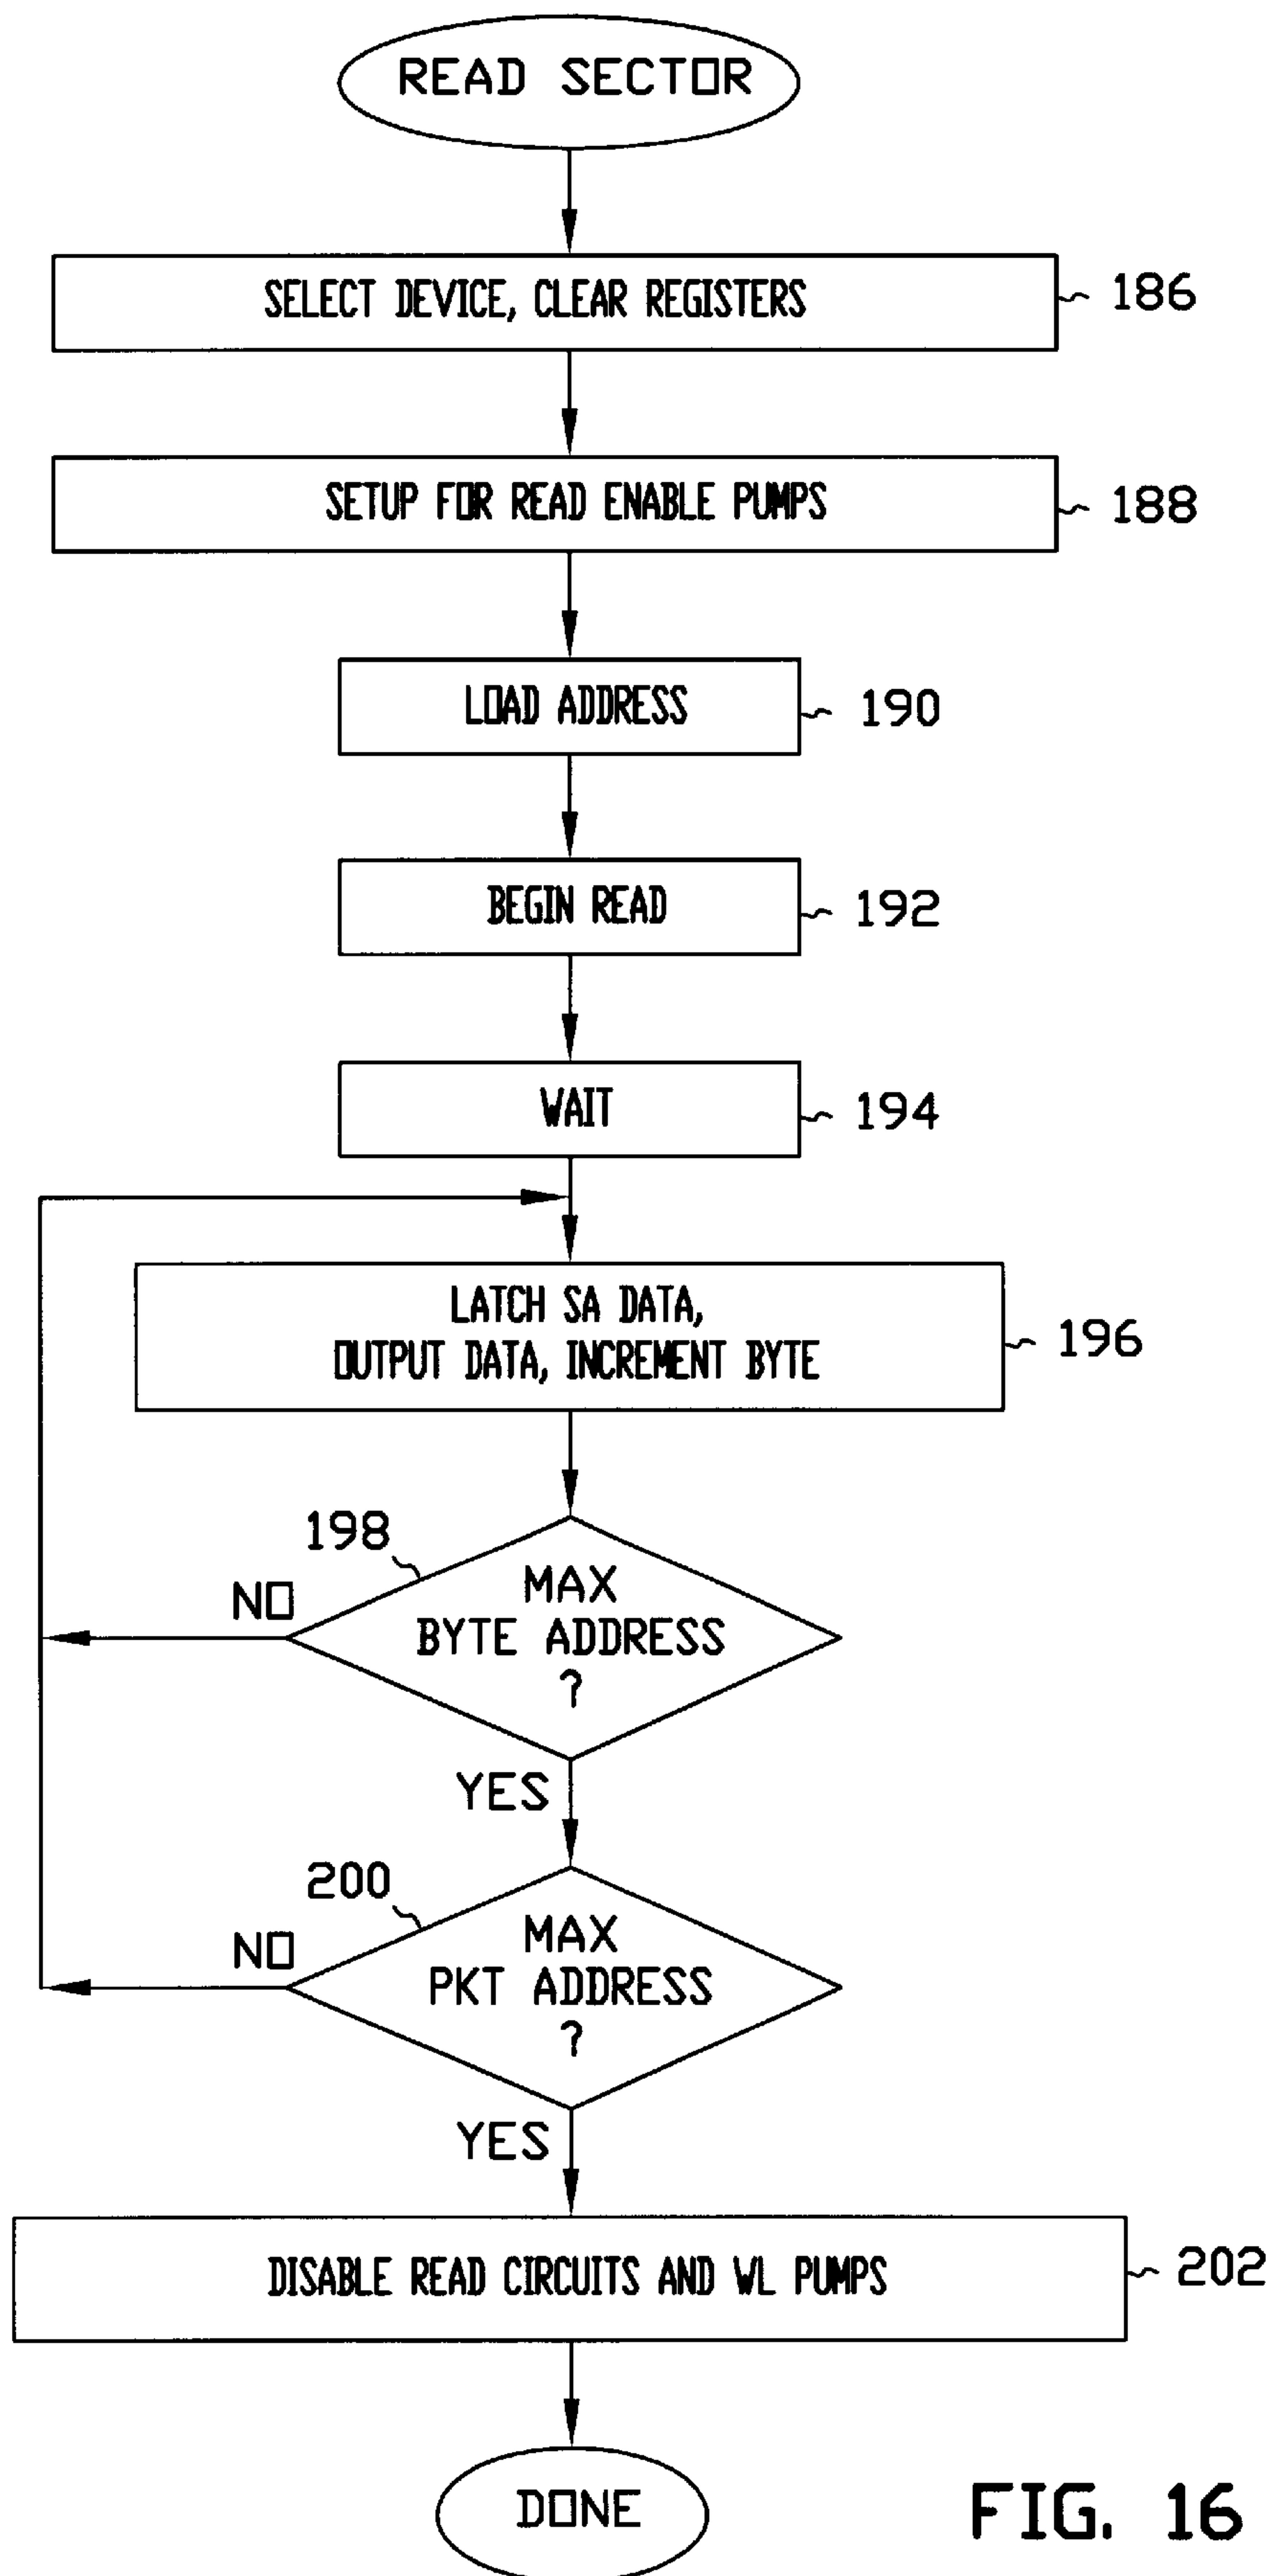 READ SECTOR
SELECT DEVICE, CLEAR REGISTERS
186
SETUP FOR READ ENABLE PUMPS
188
LOAD ADDRESS
190
BEGIN READ
192
WAIT
194
LATCH SA DATA,
OUTPUT DATA, INCREMENT BYTE
196
198
MAX
BYTE ADDRESS
?
NO
YES
200
MAX
PKT ADDRESS
?
NO
YES
DISABLE READ CIRCUITS AND WL PUMPS
202
DONE
FIG. 16